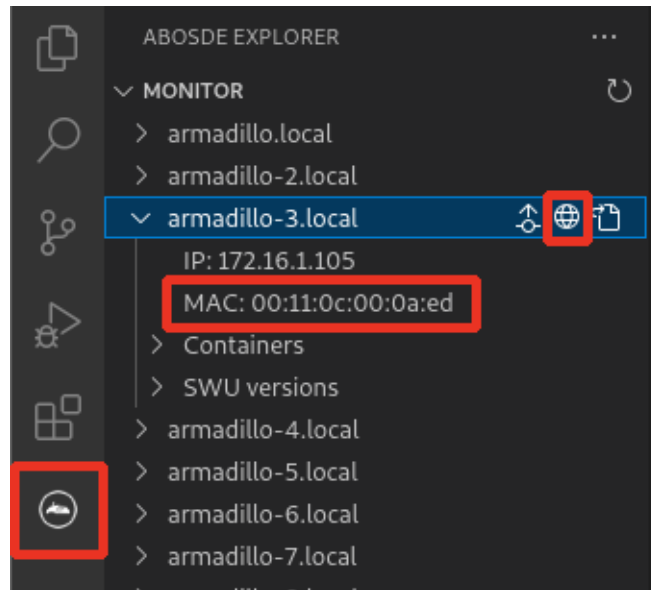 ABOSDE EXPLORER
MONITOR
armadillo.local
armadillo-2.local
armadillo-3.local
IP: 172.16.1.105
MAC: 00:11:0c:00:0a:ed
Containers
SWU versions
armadillo-4.local
armadillo-5.local
armadillo-6.local
armadillo-7.local